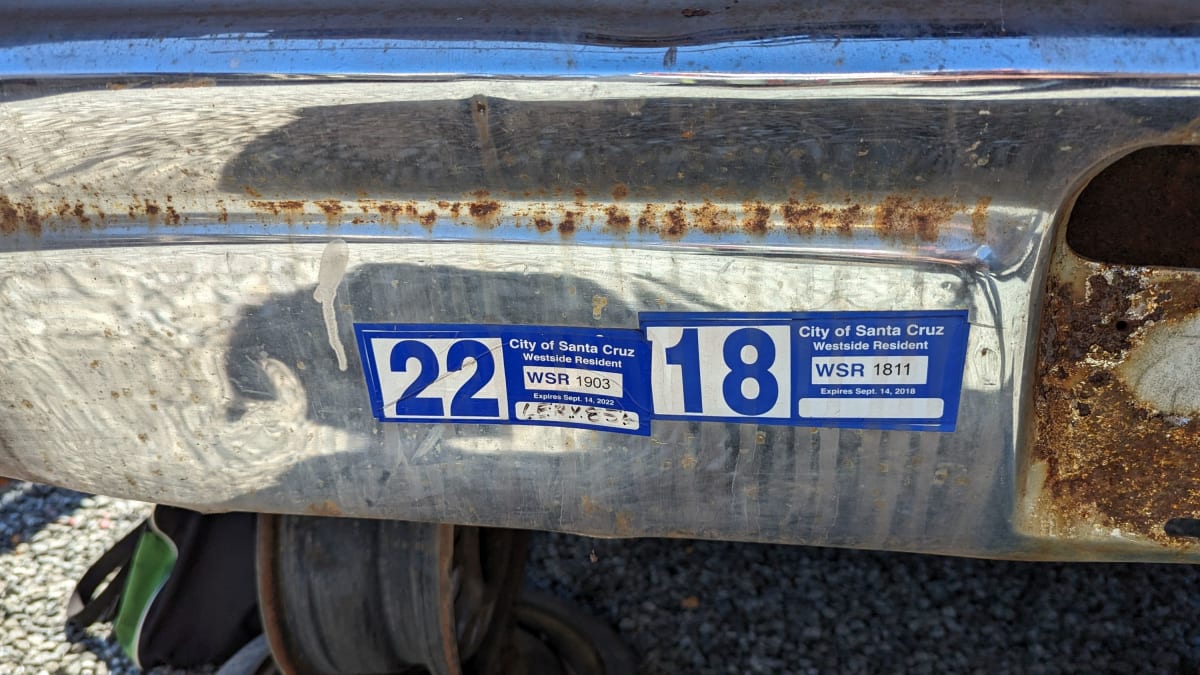 22
City of Santa Cruz
Westside Resident
WSR 1903
Expires Sept. 14, 2022
18
City of Santa Cruz
Westside Resident
WSR 1811
Expires Sept. 14, 2018